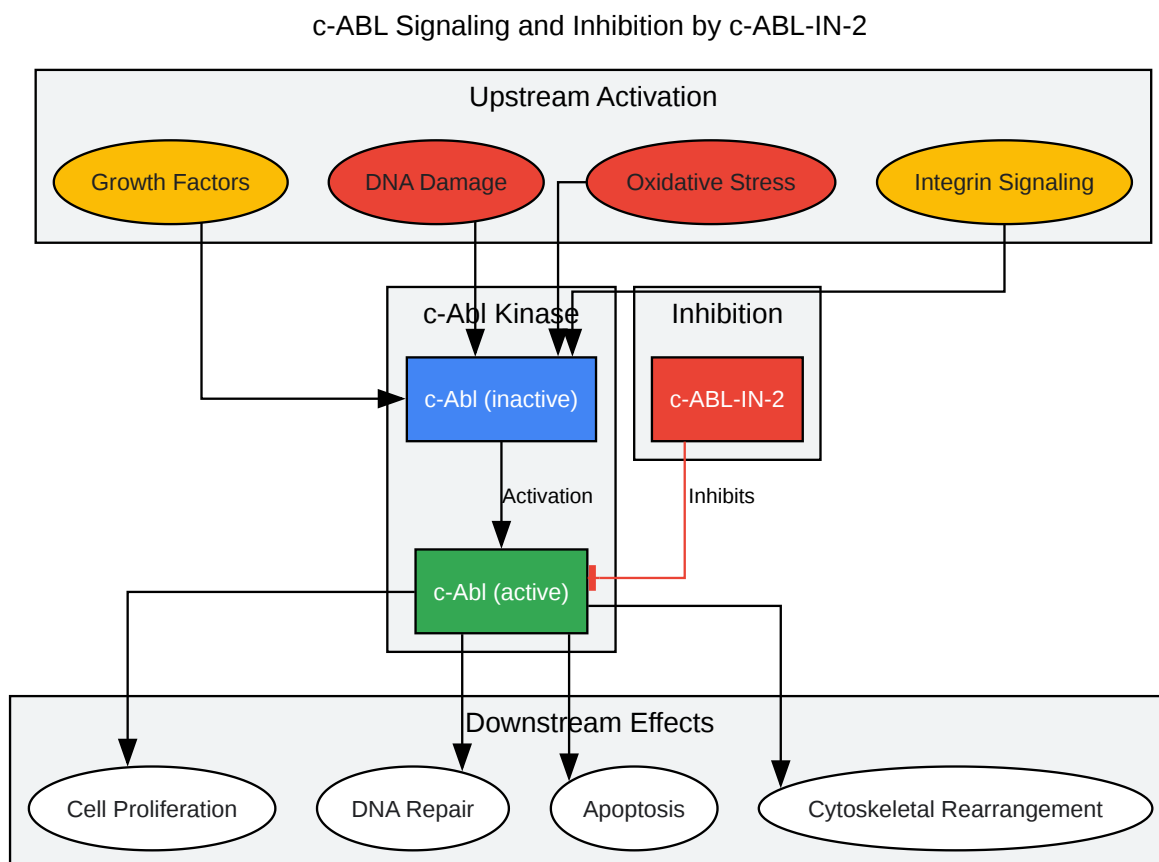 c-ABL Signaling and Inhibition by c-ABL-IN-2
Upstream Activation
Growth Factors
DNA Damage
Oxidative Stress
Integrin Signaling
c-Abl Kinase
Inhibition
c-Abl (inactive)
c-ABL-IN-2
Activation
Inhibits
c-Abl (active)
Downstream Effects
Cell Proliferation
DNA Repair
Apoptosis
Cytoskeletal Rearrangement